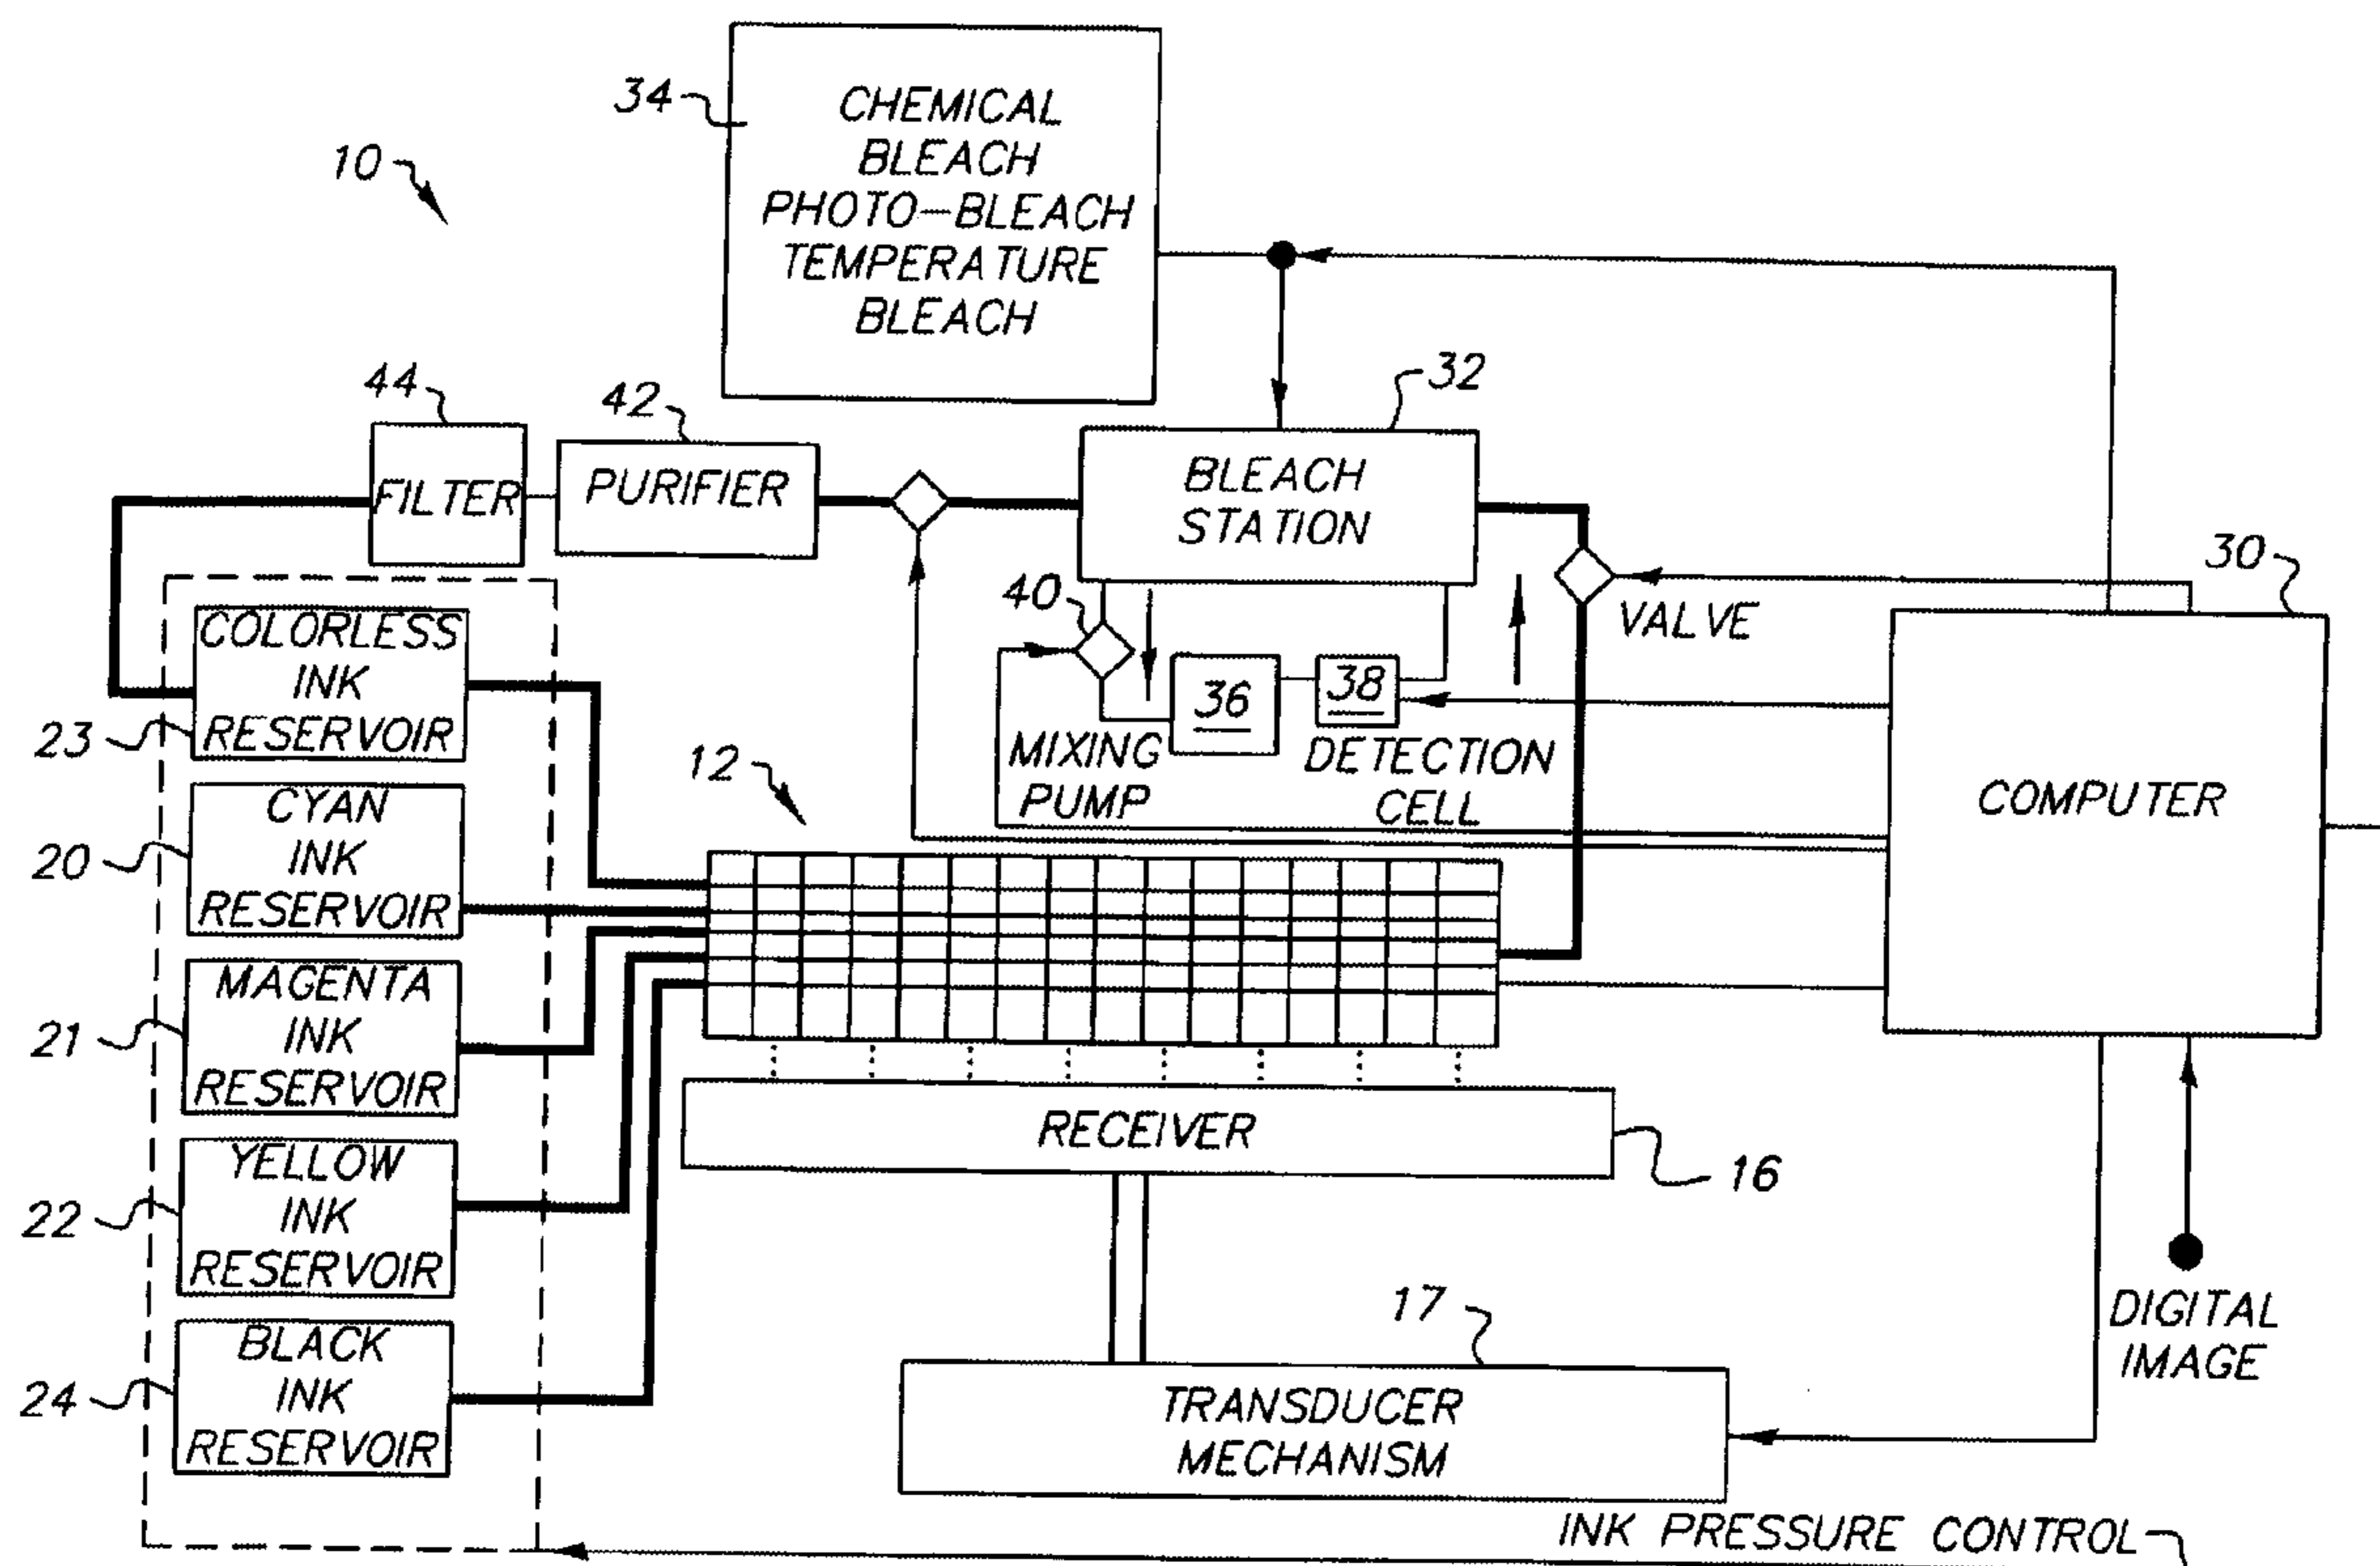 34
CHEMICAL
BLEACH
PHOTO-BLEACH
TEMPERATURE
BLEACH
10
44
FILTER
42
PURIFIER
32
BLEACH
STATION
30
COMPUTER
VALVE
40
36
38
MIXING
PUMP
DETECTION
CELL
COLORLESS
INK
RESERVOIR
23
CYAN
INK
RESERVOIR
20
MAGENTA
INK
RESERVOIR
21
YELLOW
INK
RESERVOIR
22
BLACK
INK
RESERVOIR
24
12
RECEIVER
16
17
TRANSDUCER
MECHANISM
DIGITAL
IMAGE
INK PRESSURE CONTROL